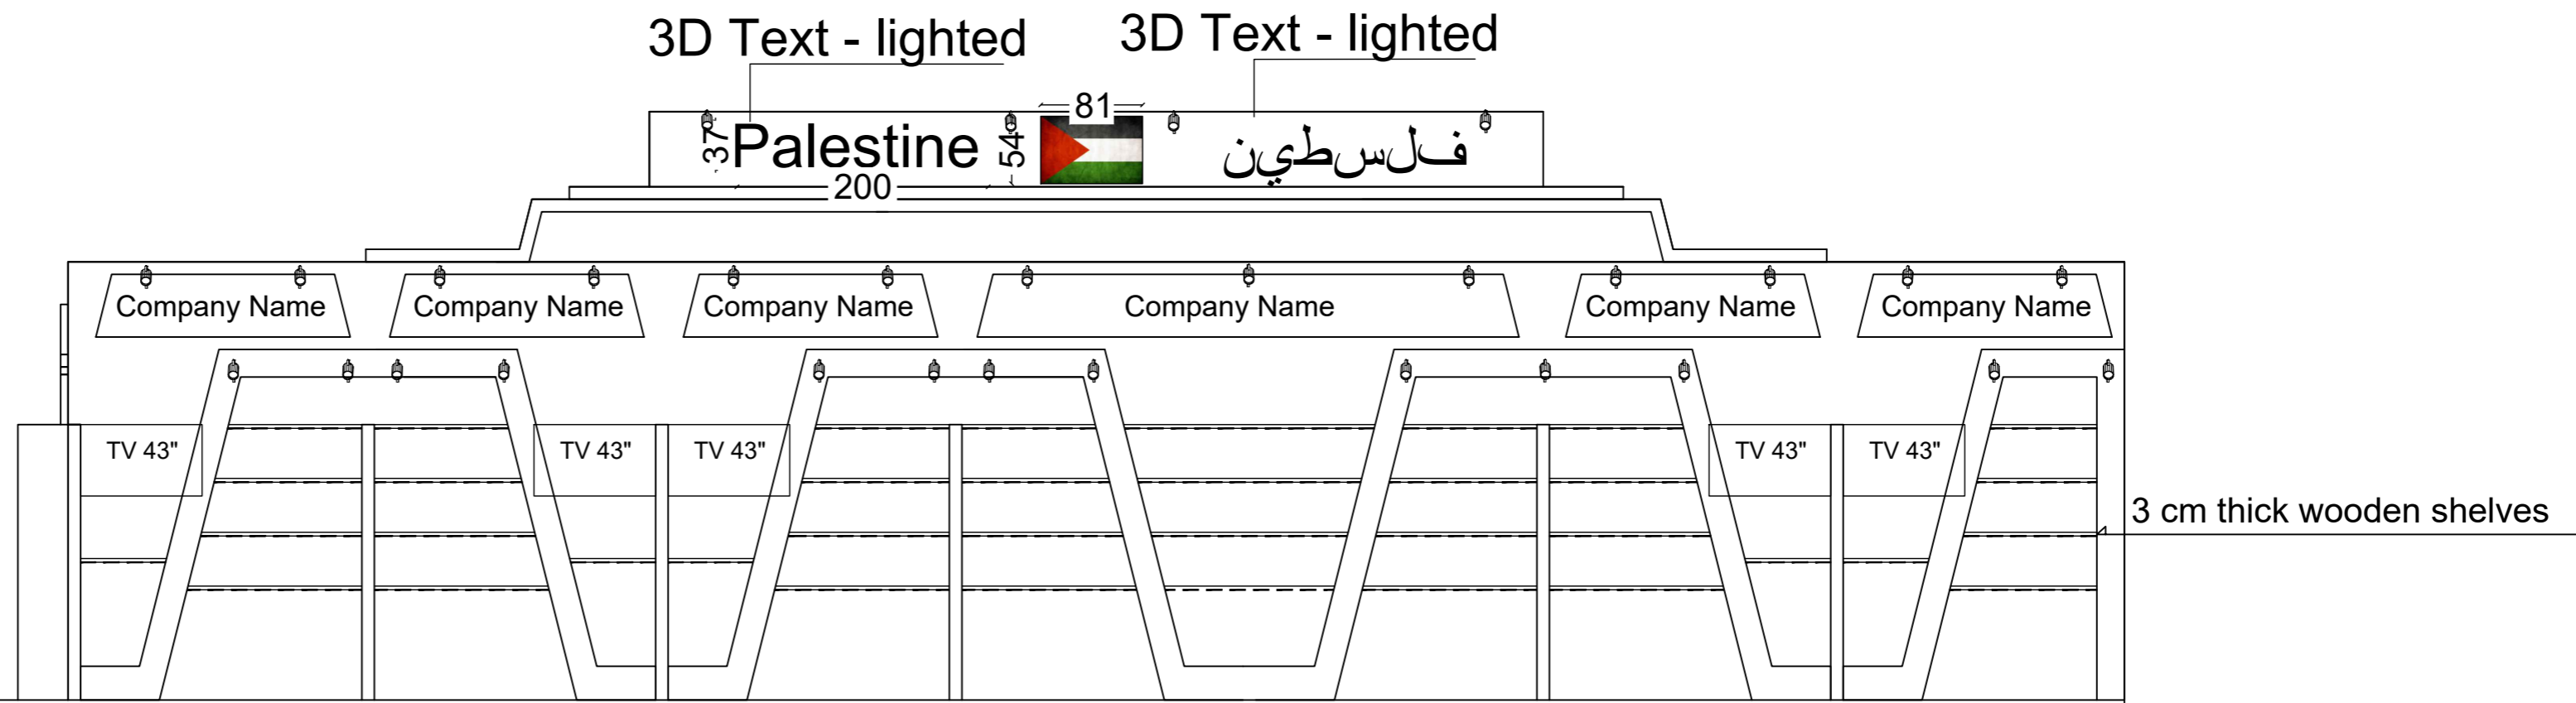 3D Text - lighted
3D Text - lighted
81
37
Palestine
54
فلسطين
200
Company Name
Company Name
Company Name
Company Name
Company Name
Company Name
TV 43"
TV 43"
TV 43"
TV 43"
TV 43"
3 cm thick wooden shelves